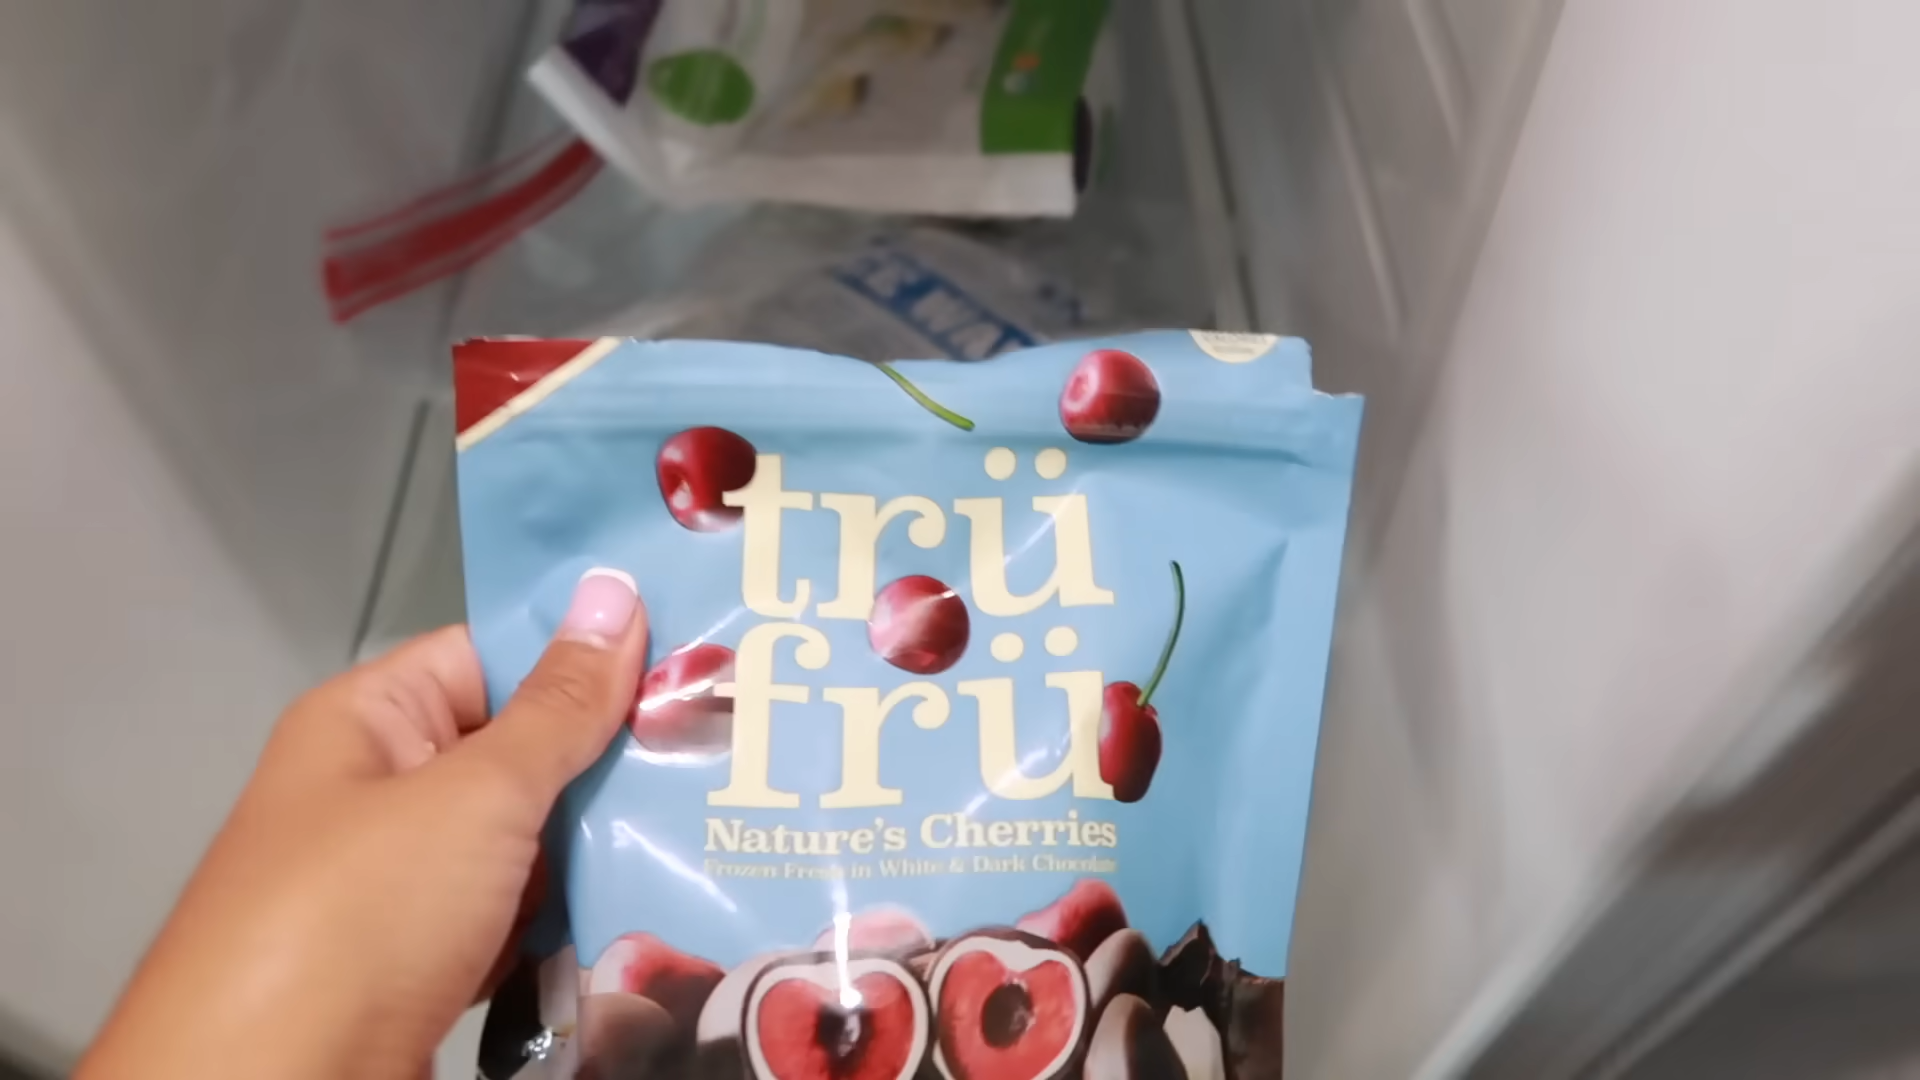 trü
frü
Nature's Cherries
Frozen Fresh in White & Dark Chocolate